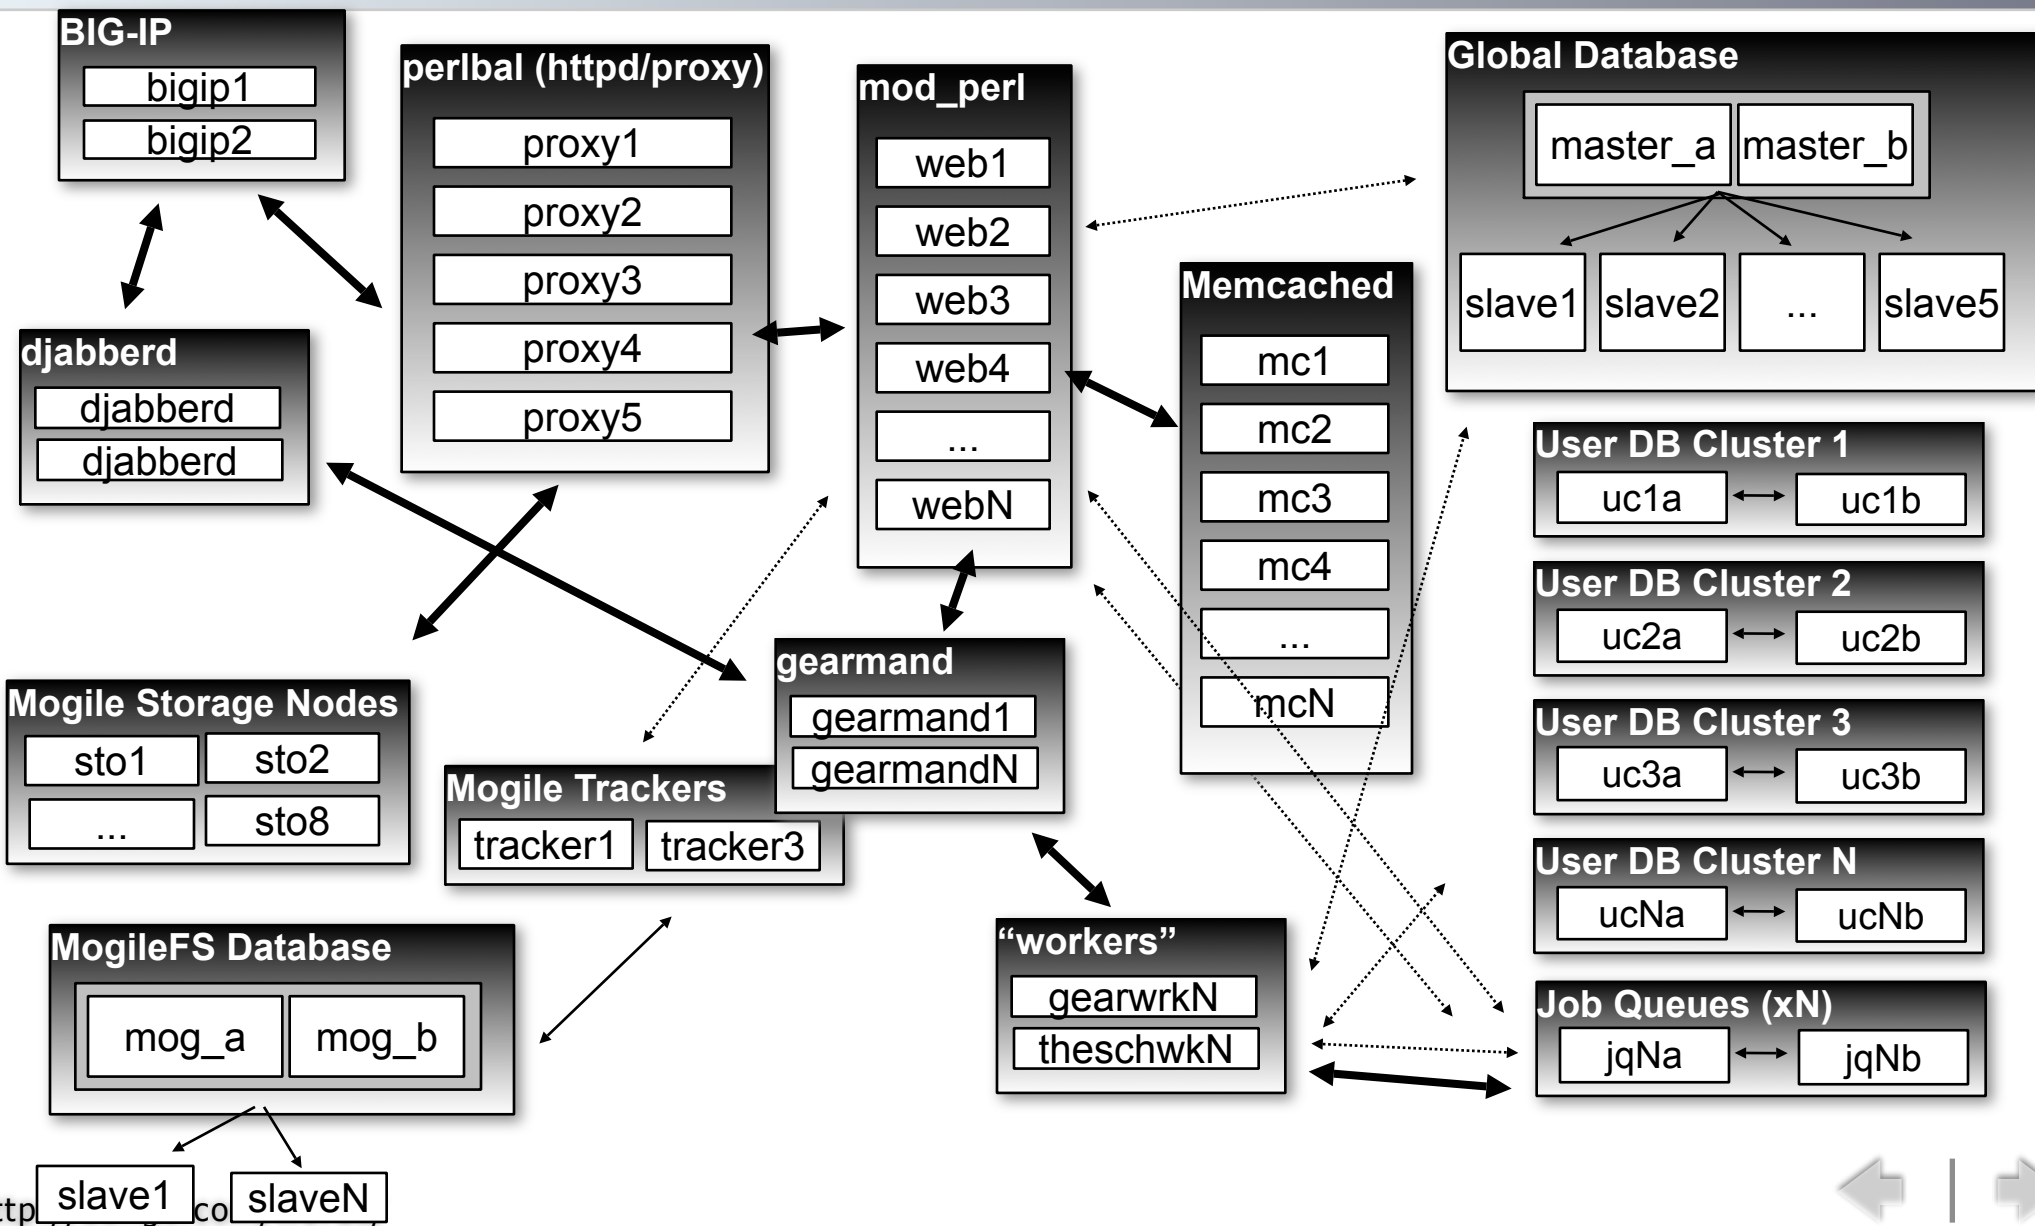 BIG-IP
bigip1
bigip2
perlbal (httpd/proxy)
proxy1
proxy2
proxy3
proxy4
proxy5
mod_perl
web1
web2
web3
web4
...
webN
Global Database
master_a master_b
slave1 slave2 ... slave5
Memcached
mc1
mc2
mc3
mc4
...
mcN
djabberd
djabberd
djabberd
User DB Cluster 1
uc1a uc1b
User DB Cluster 2
uc2a uc2b
User DB Cluster 3
uc3a uc3b
User DB Cluster N
ucNa ucNb
Job Queues (xN)
jqNa jqNb
gearmand
gearmand1
gearmandN
Mogile Storage Nodes
sto1 sto2
... sto8
Mogile Trackers
tracker1 tracker3
MogileFS Database
mog_a mog_b
slave1 slaveN
“workers”
gearwrkN
theschwkN